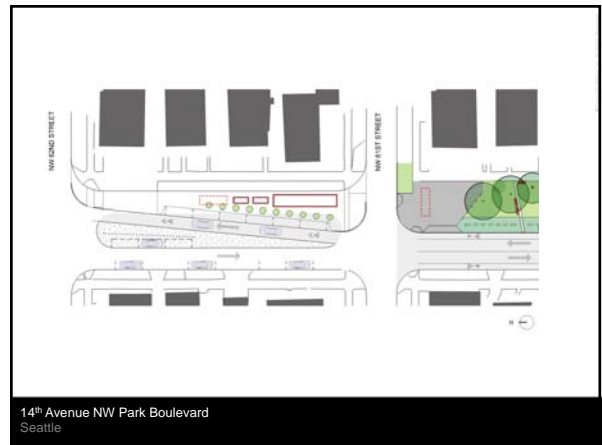 NW 62ND STREET
NW 61ST STREET
N
14th Avenue NW Park Boulevard
Seattle